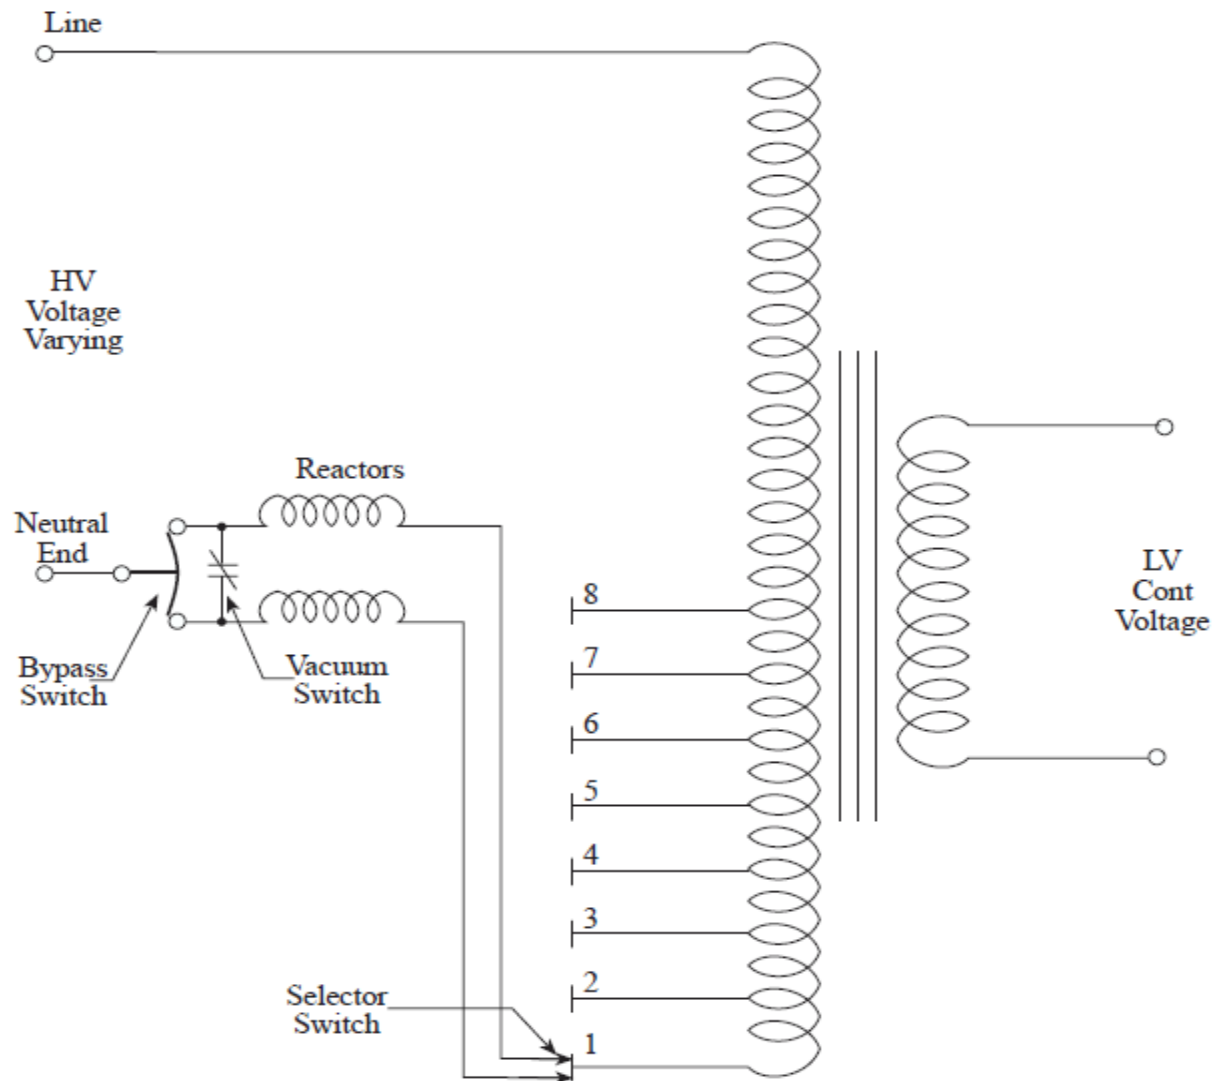 Line
HV
Voltage
Varying
Reactors
Neutral
End
Bypass
Switch
Vacuum
Switch
8
7
6
5
4
3
2
1
Selector
Switch
LV
Cont
Voltage